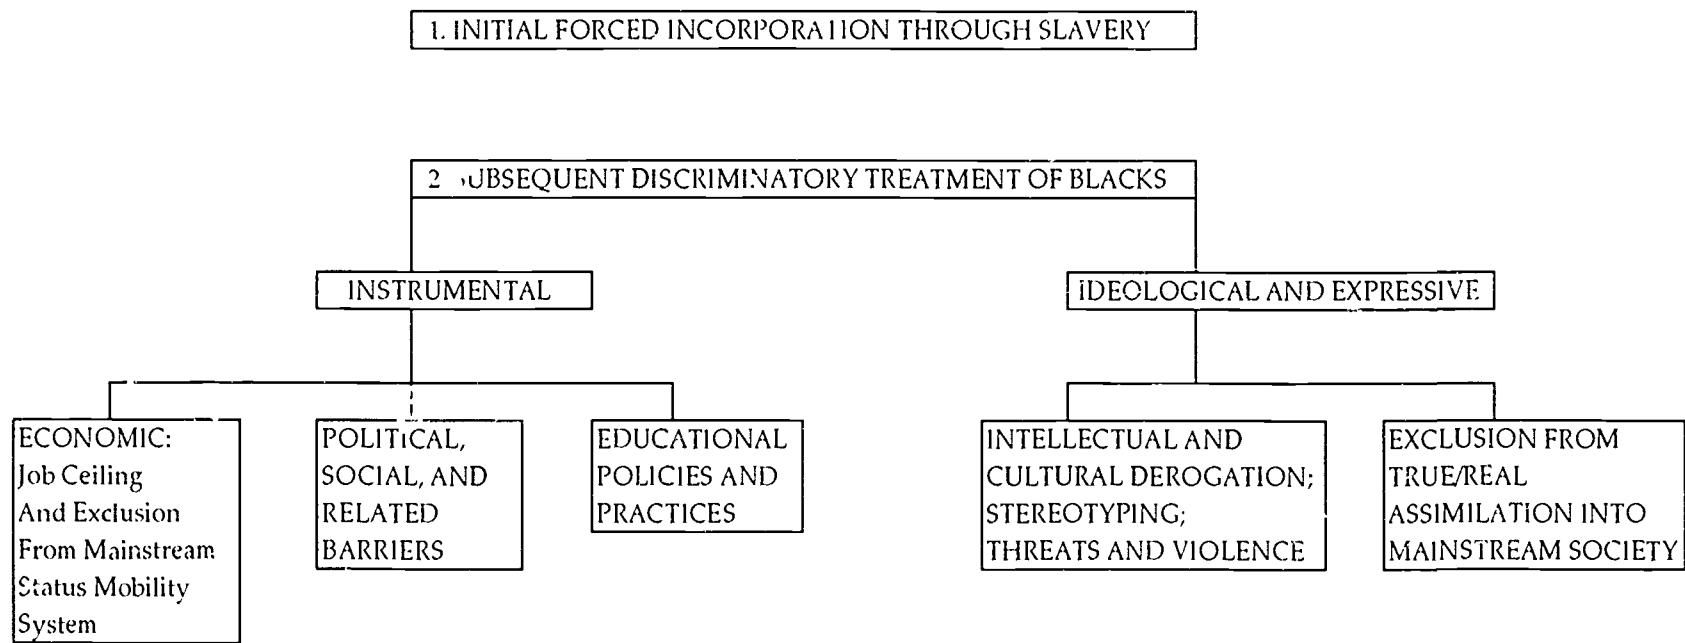 1. INITIAL FORCED INCORPORATION THROUGH SLAVERY
2 SUBSEQUENT DISCRIMINATORY TREATMENT OF BLACKS
INSTRUMENTAL
IDEOLOGICAL AND EXPRESSIVE
ECONOMIC:
Job Ceiling
And Exclusion
From Mainstream
Status Mobility
System
POLITICAL,
SOCIAL, AND
RELATED
BARRIERS
EDUCATIONAL
POLICIES AND
PRACTICES
INTELLECTUAL AND
CULTURAL DEROGATION;
STEREOTYPING;
THREATS AND VIOLENCE
EXCLUSION FROM
TRUE/REAL
ASSIMILATION INTO
MAINSTREAM SOCIETY